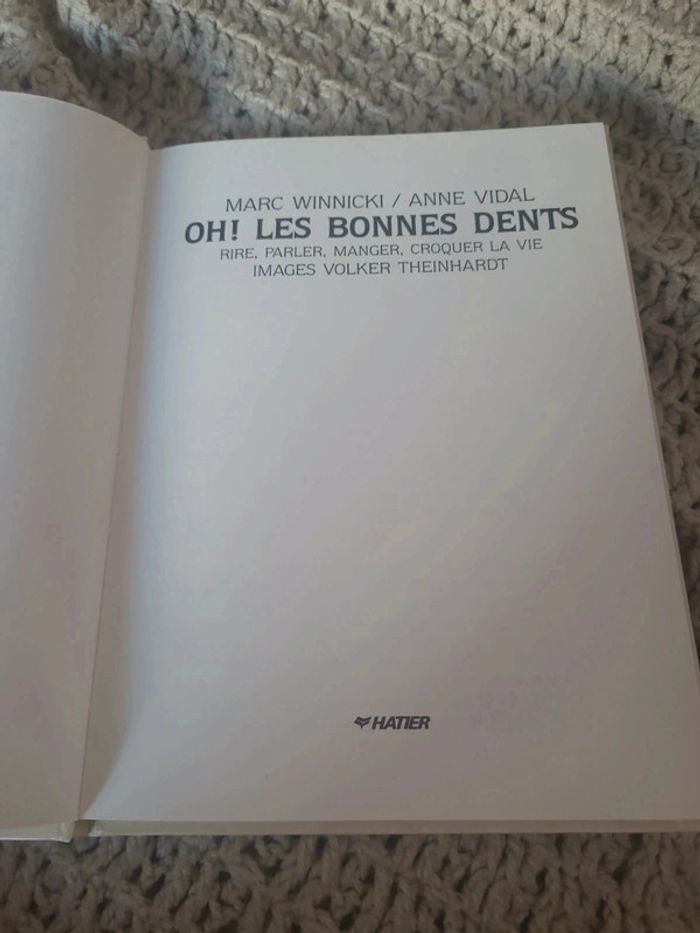 MARC WINNICKI / ANNE VIDAL
OH! LES BONNES DENTS
RIRE, PARLER, MANGER, CROQUER LA VIE
IMAGES VOLKER THEINHARDT
HATIER